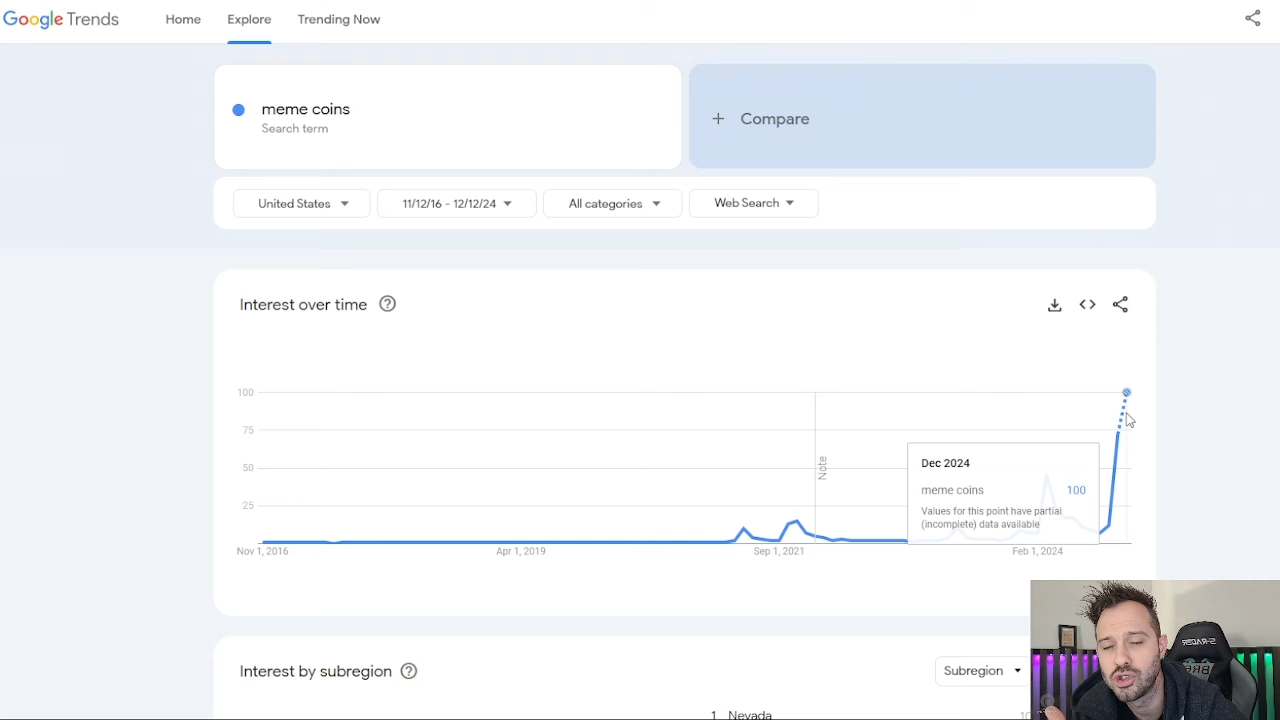 Google Trends
Home
Explore
Trending Now
meme coins
Search term
+ Compare
United States
11/12/16 - 12/12/24
All categories
Web Search
Interest over time
100
75
50
25
Note
Dec 2024
meme coins 100
Values for this point have partial
(incomplete) data available
Nov 1, 2016
Apr 1, 2019
Sep 1, 2021
Feb 1, 2024
Interest by subregion
Subregion
1 Nevada